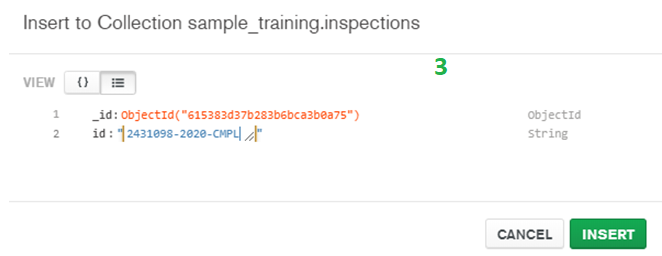 Insert to Collection sample_training.inspections
3
VIEW {}
1 _id: ObjectId("615383d37b283b6bca3b0a75") ObjectId
2 id : "2431098-2020-CMPL" String
CANCEL INSERT